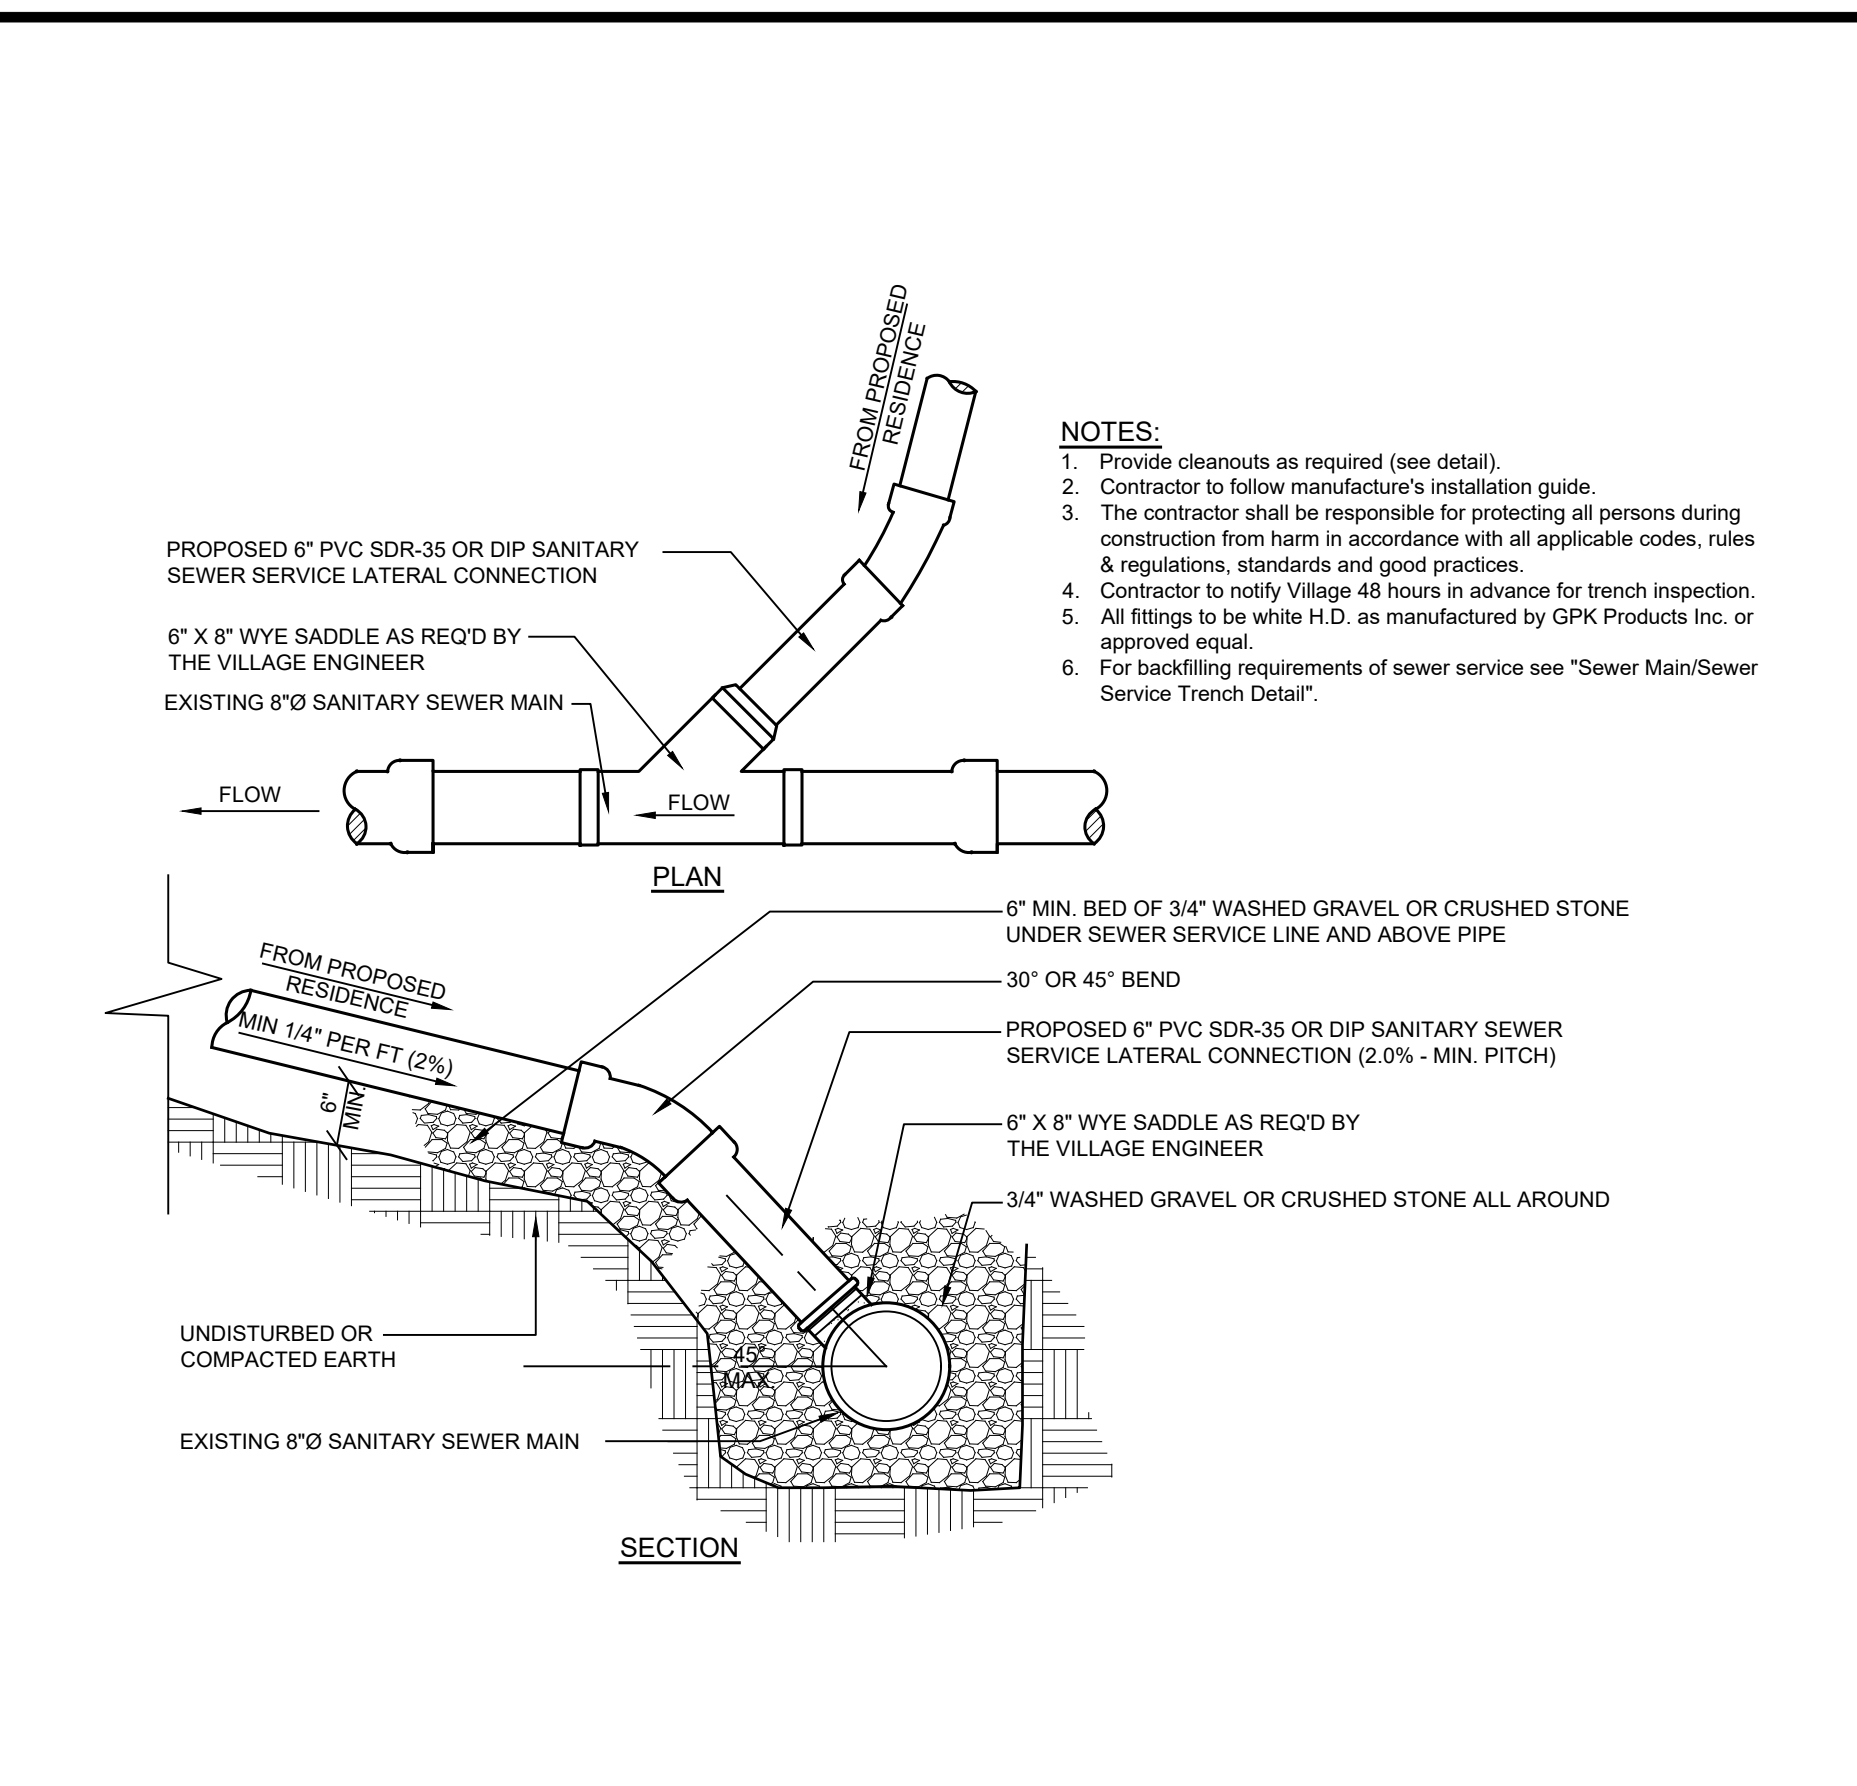 FROM PROPOSED
RESIDENCE
PROPOSED 6" PVC SDR-35 OR DIP SANITARY
SEWER SERVICE LATERAL CONNECTION
6" X 8" WYE SADDLE AS REQ'D BY
THE VILLAGE ENGINEER
EXISTING 8"Ø SANITARY SEWER MAIN
FLOW
FLOW
PLAN
NOTES:
1. Provide cleanouts as required (see detail).
2. Contractor to follow manufacture's installation guide.
3. The contractor shall be responsible for protecting all persons during
construction from harm in accordance with all applicable codes, rules
& regulations, standards and good practices.
4. Contractor to notify Village 48 hours in advance for trench inspection.
5. All fittings to be white H.D. as manufactured by GPK Products Inc. or
approved equal.
6. For backfilling requirements of sewer service see "Sewer Main/Sewer
Service Trench Detail".
6" MIN. BED OF 3/4" WASHED GRAVEL OR CRUSHED STONE
UNDER SEWER SERVICE LINE AND ABOVE PIPE
FROM PROPOSED
RESIDENCE
MIN 1/4" PER FT (2%)
6"
MIN.
30° OR 45° BEND
PROPOSED 6" PVC SDR-35 OR DIP SANITARY SEWER
SERVICE LATERAL CONNECTION (2.0% - MIN. PITCH)
6" X 8" WYE SADDLE AS REQ'D BY
THE VILLAGE ENGINEER
3/4" WASHED GRAVEL OR CRUSHED STONE ALL AROUND
UNDISTURBED OR
COMPACTED EARTH
45°
MAX.
EXISTING 8"Ø SANITARY SEWER MAIN
SECTION